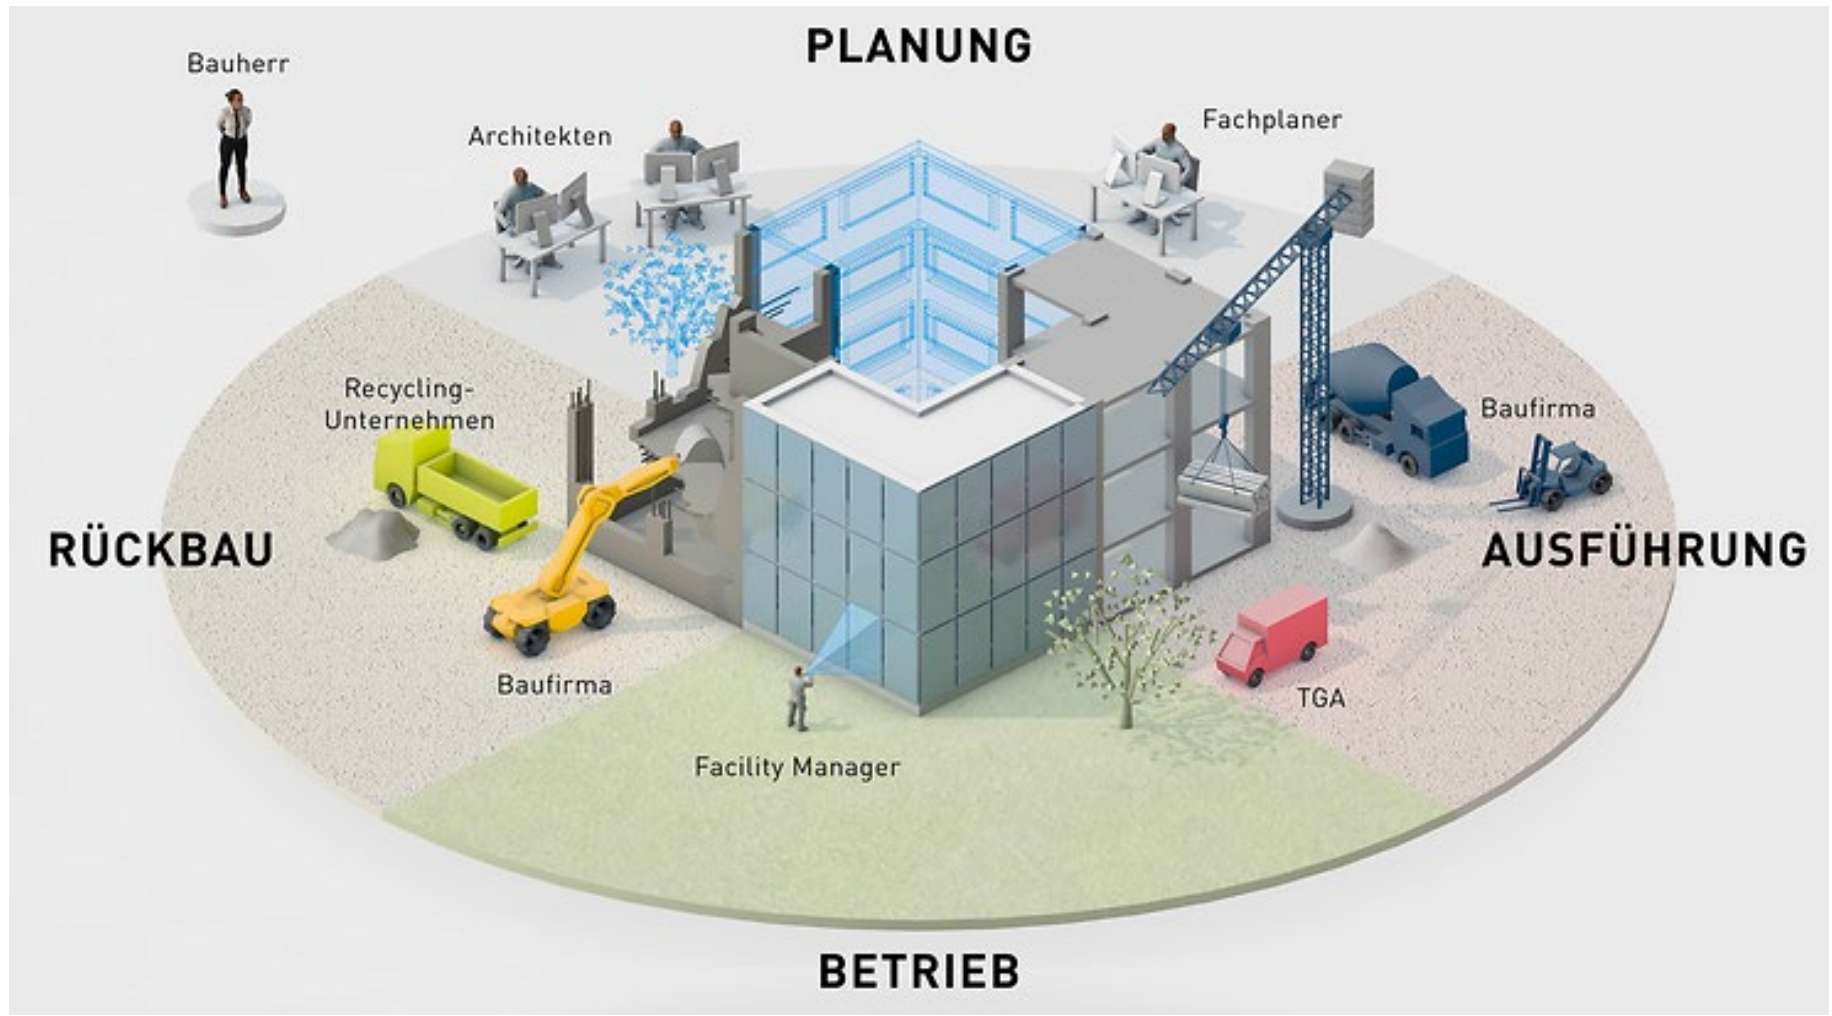 PLANUNG
Bauherr
Architekten
Fachplaner
Recycling-
Unternehmen
Baufirma
RÜCKBAU
AUSFÜHRUNG
Baufirma
TGA
Facility Manager
BETRIEB